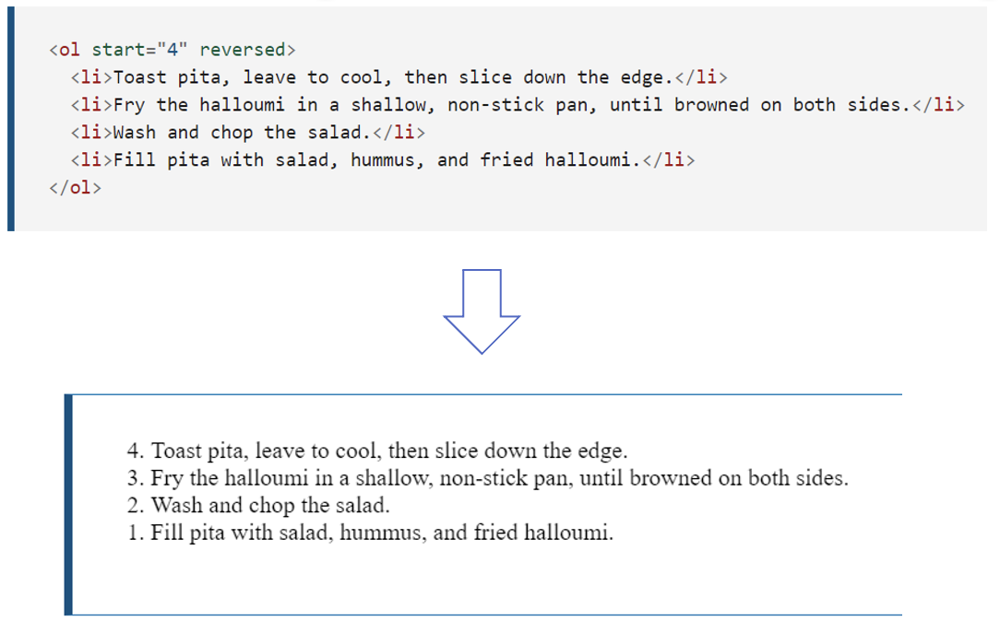 <ol start="4" reversed>
<li>Toast pita, leave to cool, then slice down the edge.</li>
<li>Fry the halloumi in a shallow, non-stick pan, until browned on both sides.</li>
<li>Wash and chop the salad.</li>
<li>Fill pita with salad, hummus, and fried halloumi.</li>
</ol>
4. Toast pita, leave to cool, then slice down the edge.
3. Fry the halloumi in a shallow, non-stick pan, until browned on both sides.
2. Wash and chop the salad.
1. Fill pita with salad, hummus, and fried halloumi.